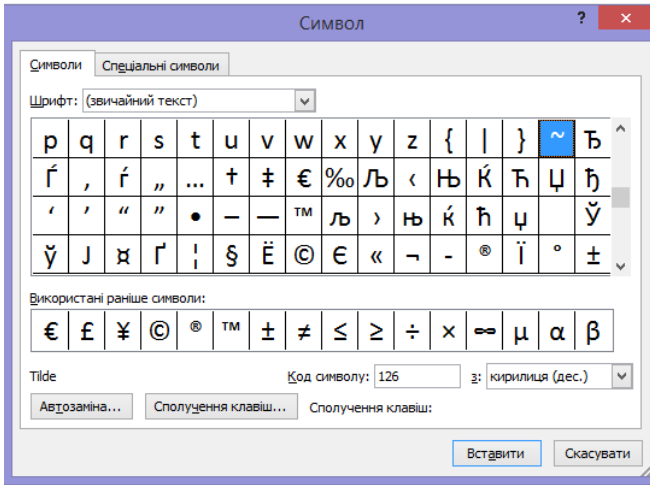 Символ ? ×
Символи Спеціальні символи
Шрифт: (звичайний текст)
p q r s t u v w x y z { | } ~ Ђ
Ѓ ‚ ѓ „ … † ‡ € ‰ Љ ‹ Њ Ќ Ћ Џ ђ
‘ ’ “ ” • – — ™ љ › њ ќ ћ џ Ў
ў Ј ¤ Ґ ¦ § Ё © Є « ¬ - ® Ї ° ±
Використані раніше символи:
€ £ ¥ © ® ™ ± ≠ ≤ ≥ ÷ × ∞ µ α β
Tilde Код символу: 126 з: кирилиця (дес.)
Автозаміна... Сполучення клавіш... Сполучення клавіш:
Вставити Скасувати